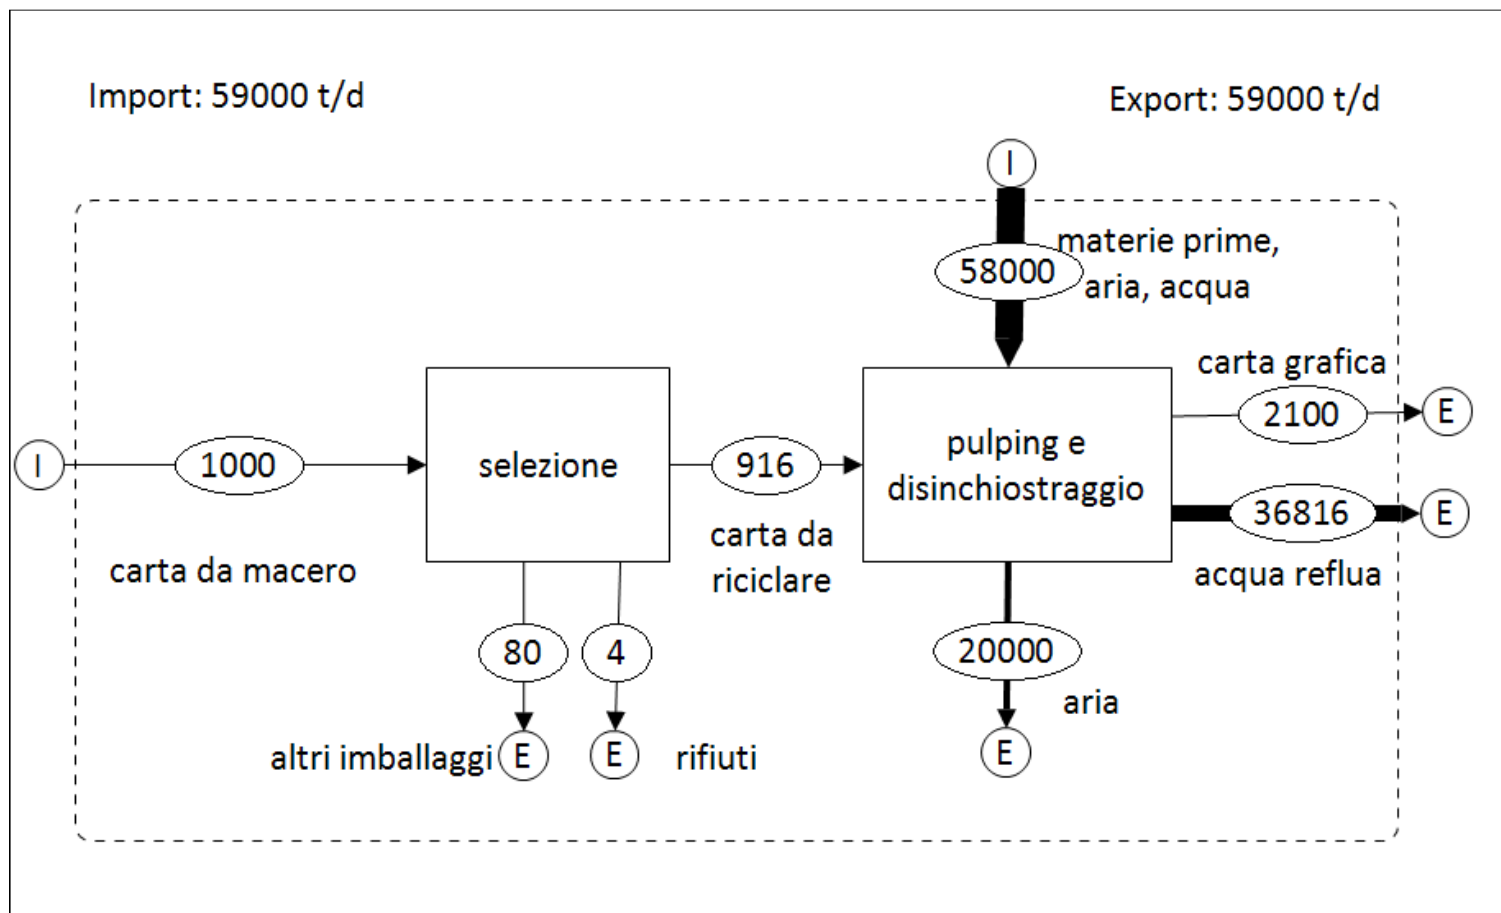 Import: 59000 t/d
Export: 59000 t/d
I
materie prime,
58000
aria, acqua
carta grafica
2100
E
I
1000
selezione
916
pulping e
disinchiostraggio
36816
E
carta da macero
carta da
riciclare
acqua reflua
80
4
20000
aria
altri imballaggi
E
E
rifiuti
E